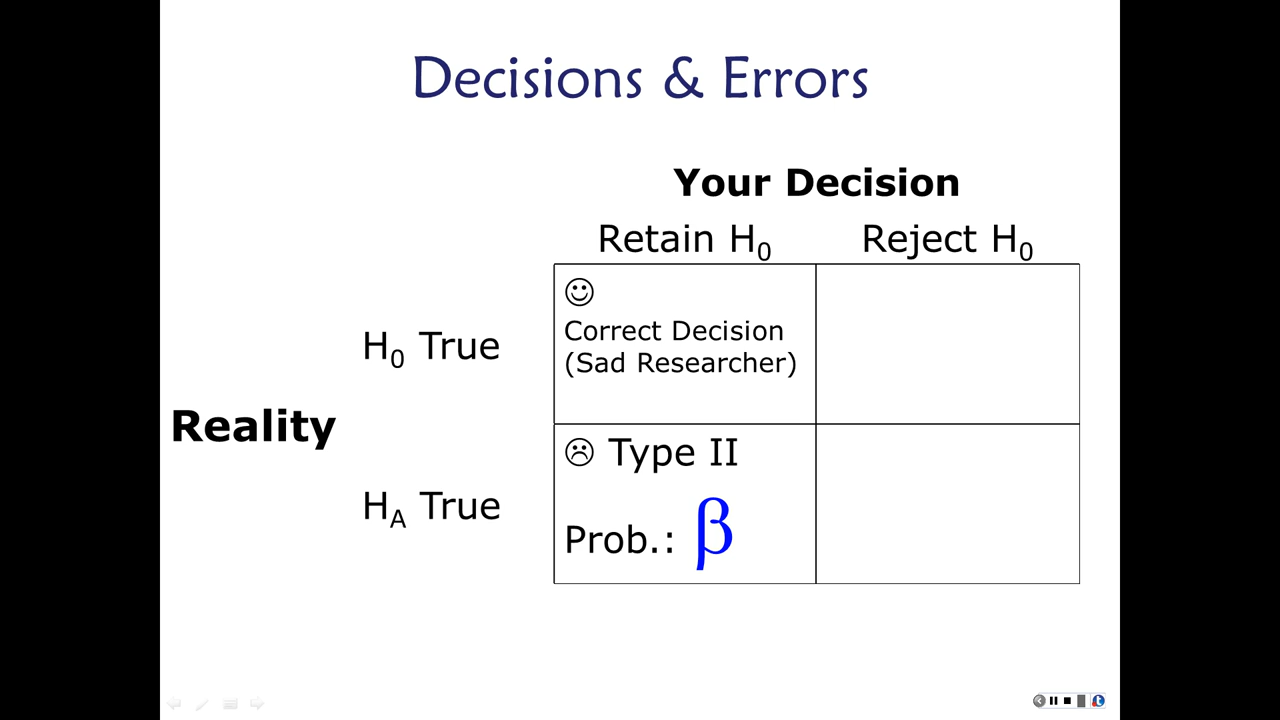 Decisions & Errors
Your Decision
Retain H₀ Reject H₀
☺
Correct Decision
(Sad Researcher)
H₀ True
Reality
☹ Type II
H_A True
Prob.: β